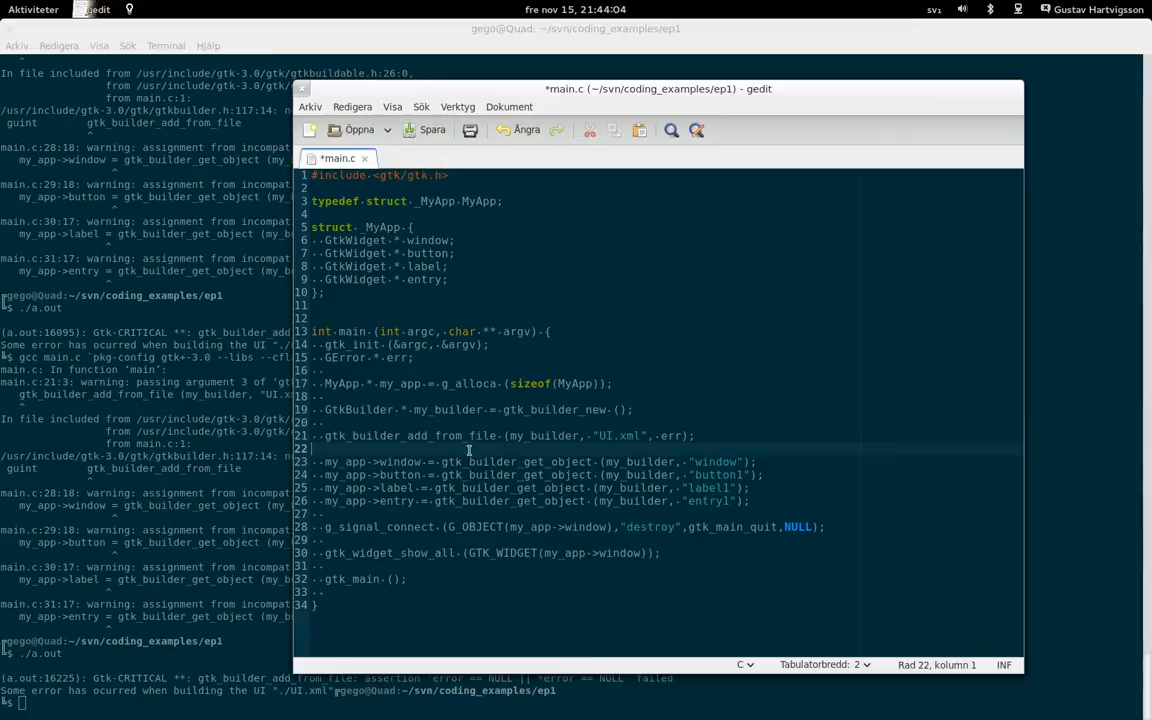 Aktiviteter gedit fre nov 15, 21:44:04 sv₁ Gustav Hartvigsson
gego@Quad: ~/svn/coding_examples/ep1
Arkiv Redigera Visa Sök Terminal Hjälp
^
In file included from /usr/include/gtk-3.0/gtk/gtkbuildable.h:26:0,
from /usr/include/gtk-3.0/gtk/
from main.c:1:
/usr/include/gtk-3.0/gtk/gtkbuilder.h:117:14:
guint gtk_builder_add_from_file
^
main.c:28:18: warning: assignment from incompat
my_app->window = gtk_builder_get_object (my_
^
main.c:29:18: warning: assignment from incompat
my_app->button = gtk_builder_get_object (my_
^
main.c:30:17: warning: assignment from incompat
my_app->label = gtk_builder_get_object (my_b
^
main.c:31:17: warning: assignment from incompat
my_app->entry = gtk_builder_get_object (my_b
^
gego@Quad:~/svn/coding_examples/ep1
$ ./a.out
(a.out:16095): Gtk-CRITICAL **: gtk_builder_add
Some error has ocurred when building the UI "./
$ gcc main.c `pkg-config gtk+-3.0 --libs --cfl
main.c: In function ‘main’:
main.c:21:3: warning: passing argument 3 of ‘gt
gtk_builder_add_from_file (my_builder, "UI.x
^
In file included from /usr/include/gtk-3.0/gtk/
from /usr/include/gtk-3.0/gtk/
from main.c:1:
/usr/include/gtk-3.0/gtk/gtkbuilder.h:117:14:
guint gtk_builder_add_from_file
^
main.c:28:18: warning: assignment from incompat
my_app->window = gtk_builder_get_object (my_
^
main.c:29:18: warning: assignment from incompat
my_app->button = gtk_builder_get_object (my_
^
main.c:30:17: warning: assignment from incompat
my_app->label = gtk_builder_get_object (my_b
^
main.c:31:17: warning: assignment from incompat
my_app->entry = gtk_builder_get_object (my_b
^
gego@Quad:~/svn/coding_examples/ep1
$ ./a.out
(a.out:16225): Gtk-CRITICAL **: gtk_builder_add_from_file: assertion 'error == NULL || *error == NULL' failed
Some error has ocurred when building the UI "./UI.xml"gego@Quad:~/svn/coding_examples/ep1
$
*main.c (~/svn/coding_examples/ep1) - gedit
Arkiv Redigera Visa Sök Verktyg Dokument
Öppna Spara Ångra
*main.c
1 #include <gtk/gtk.h>
2
3 typedef struct _MyApp MyApp;
4
5 struct _MyApp {
6 GtkWidget * window;
7 GtkWidget * button;
8 GtkWidget * label;
9 GtkWidget * entry;
10 };
11
12
13 int main (int argc, char ** argv) {
14 gtk_init (&argc, &argv);
15 GError * err;
16
17 MyApp * my_app = g_alloca (sizeof(MyApp));
18
19 GtkBuilder * my_builder = gtk_builder_new ();
20
21 gtk_builder_add_from_file (my_builder, "UI.xml", err);
22
23 my_app->window = gtk_builder_get_object (my_builder, "window");
24 my_app->button = gtk_builder_get_object (my_builder, "button1");
25 my_app->label = gtk_builder_get_object (my_builder, "label1");
26 my_app->entry = gtk_builder_get_object (my_builder, "entry1");
27
28 g_signal_connect (G_OBJECT(my_app->window),"destroy",gtk_main_quit,NULL);
29
30 gtk_widget_show_all (GTK_WIDGET(my_app->window));
31
32 gtk_main ();
33
34 }
C Tabulatorbredd: 2 Rad 22, kolumn 1 INF